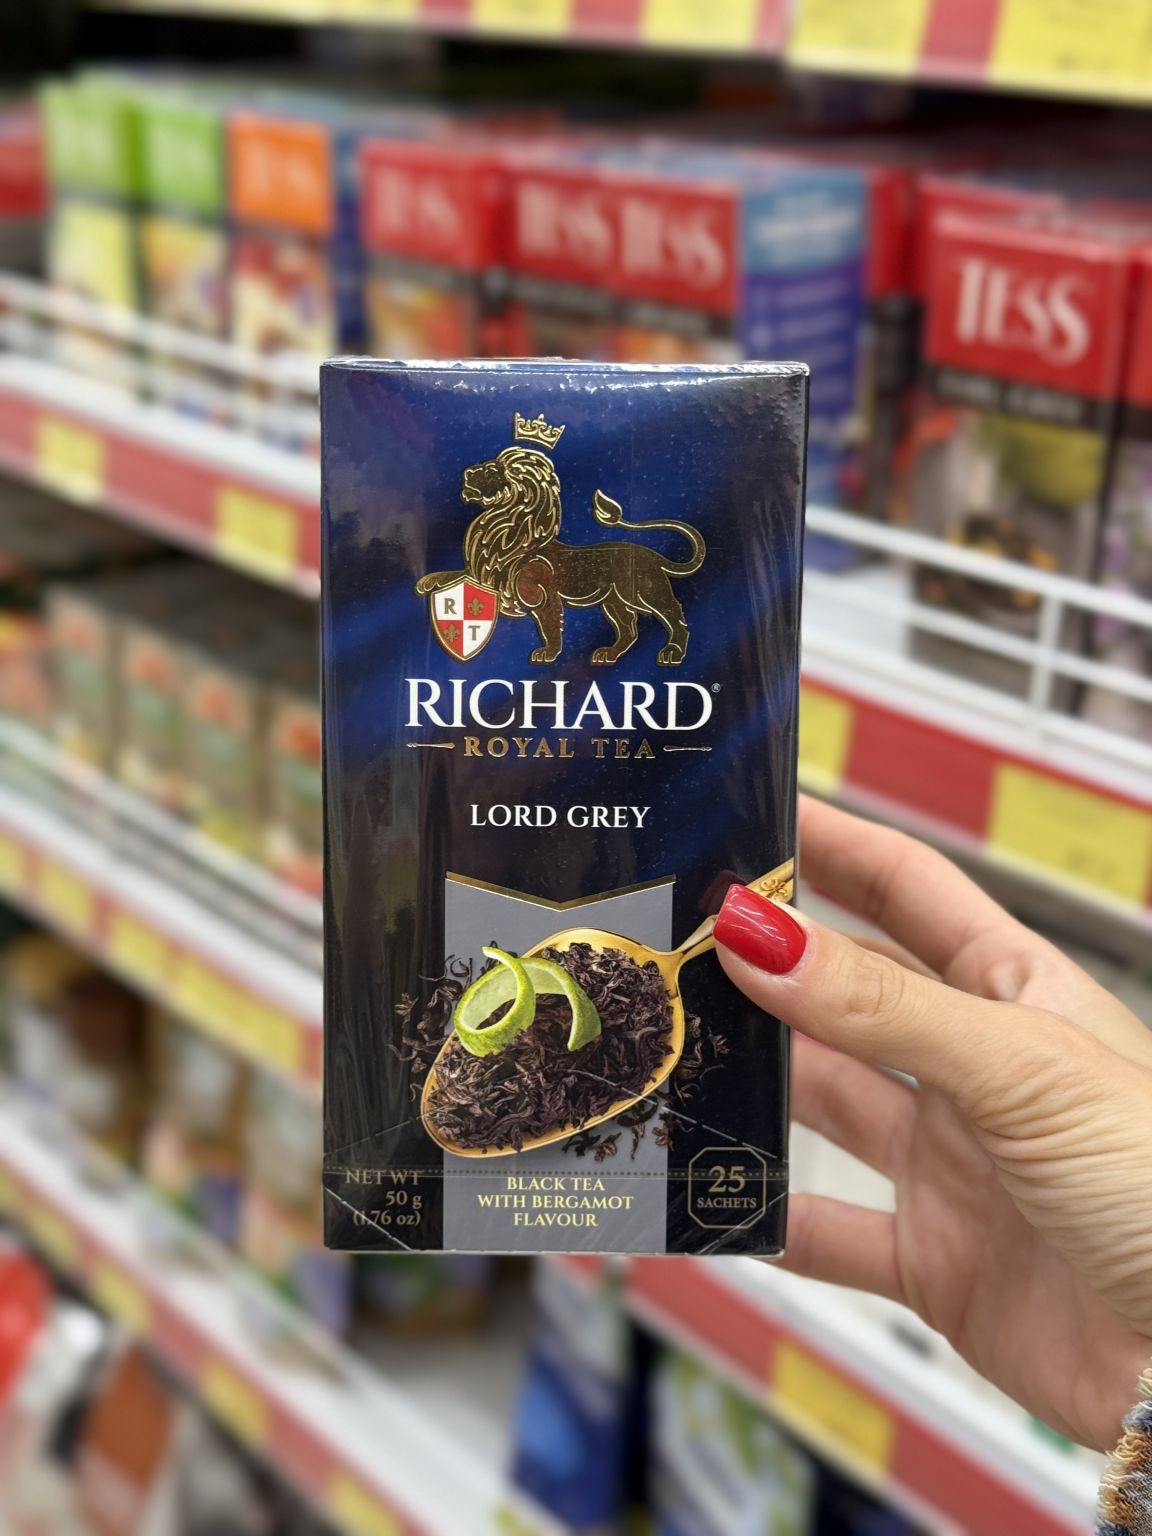 TESS
TESS
TESS
TESS
R
T
RICHARD®
ROYAL TEA
LORD GREY
NET WT
50 g
(1.76 oz)
BLACK TEA
WITH BERGAMOT
FLAVOUR
25
SACHETS